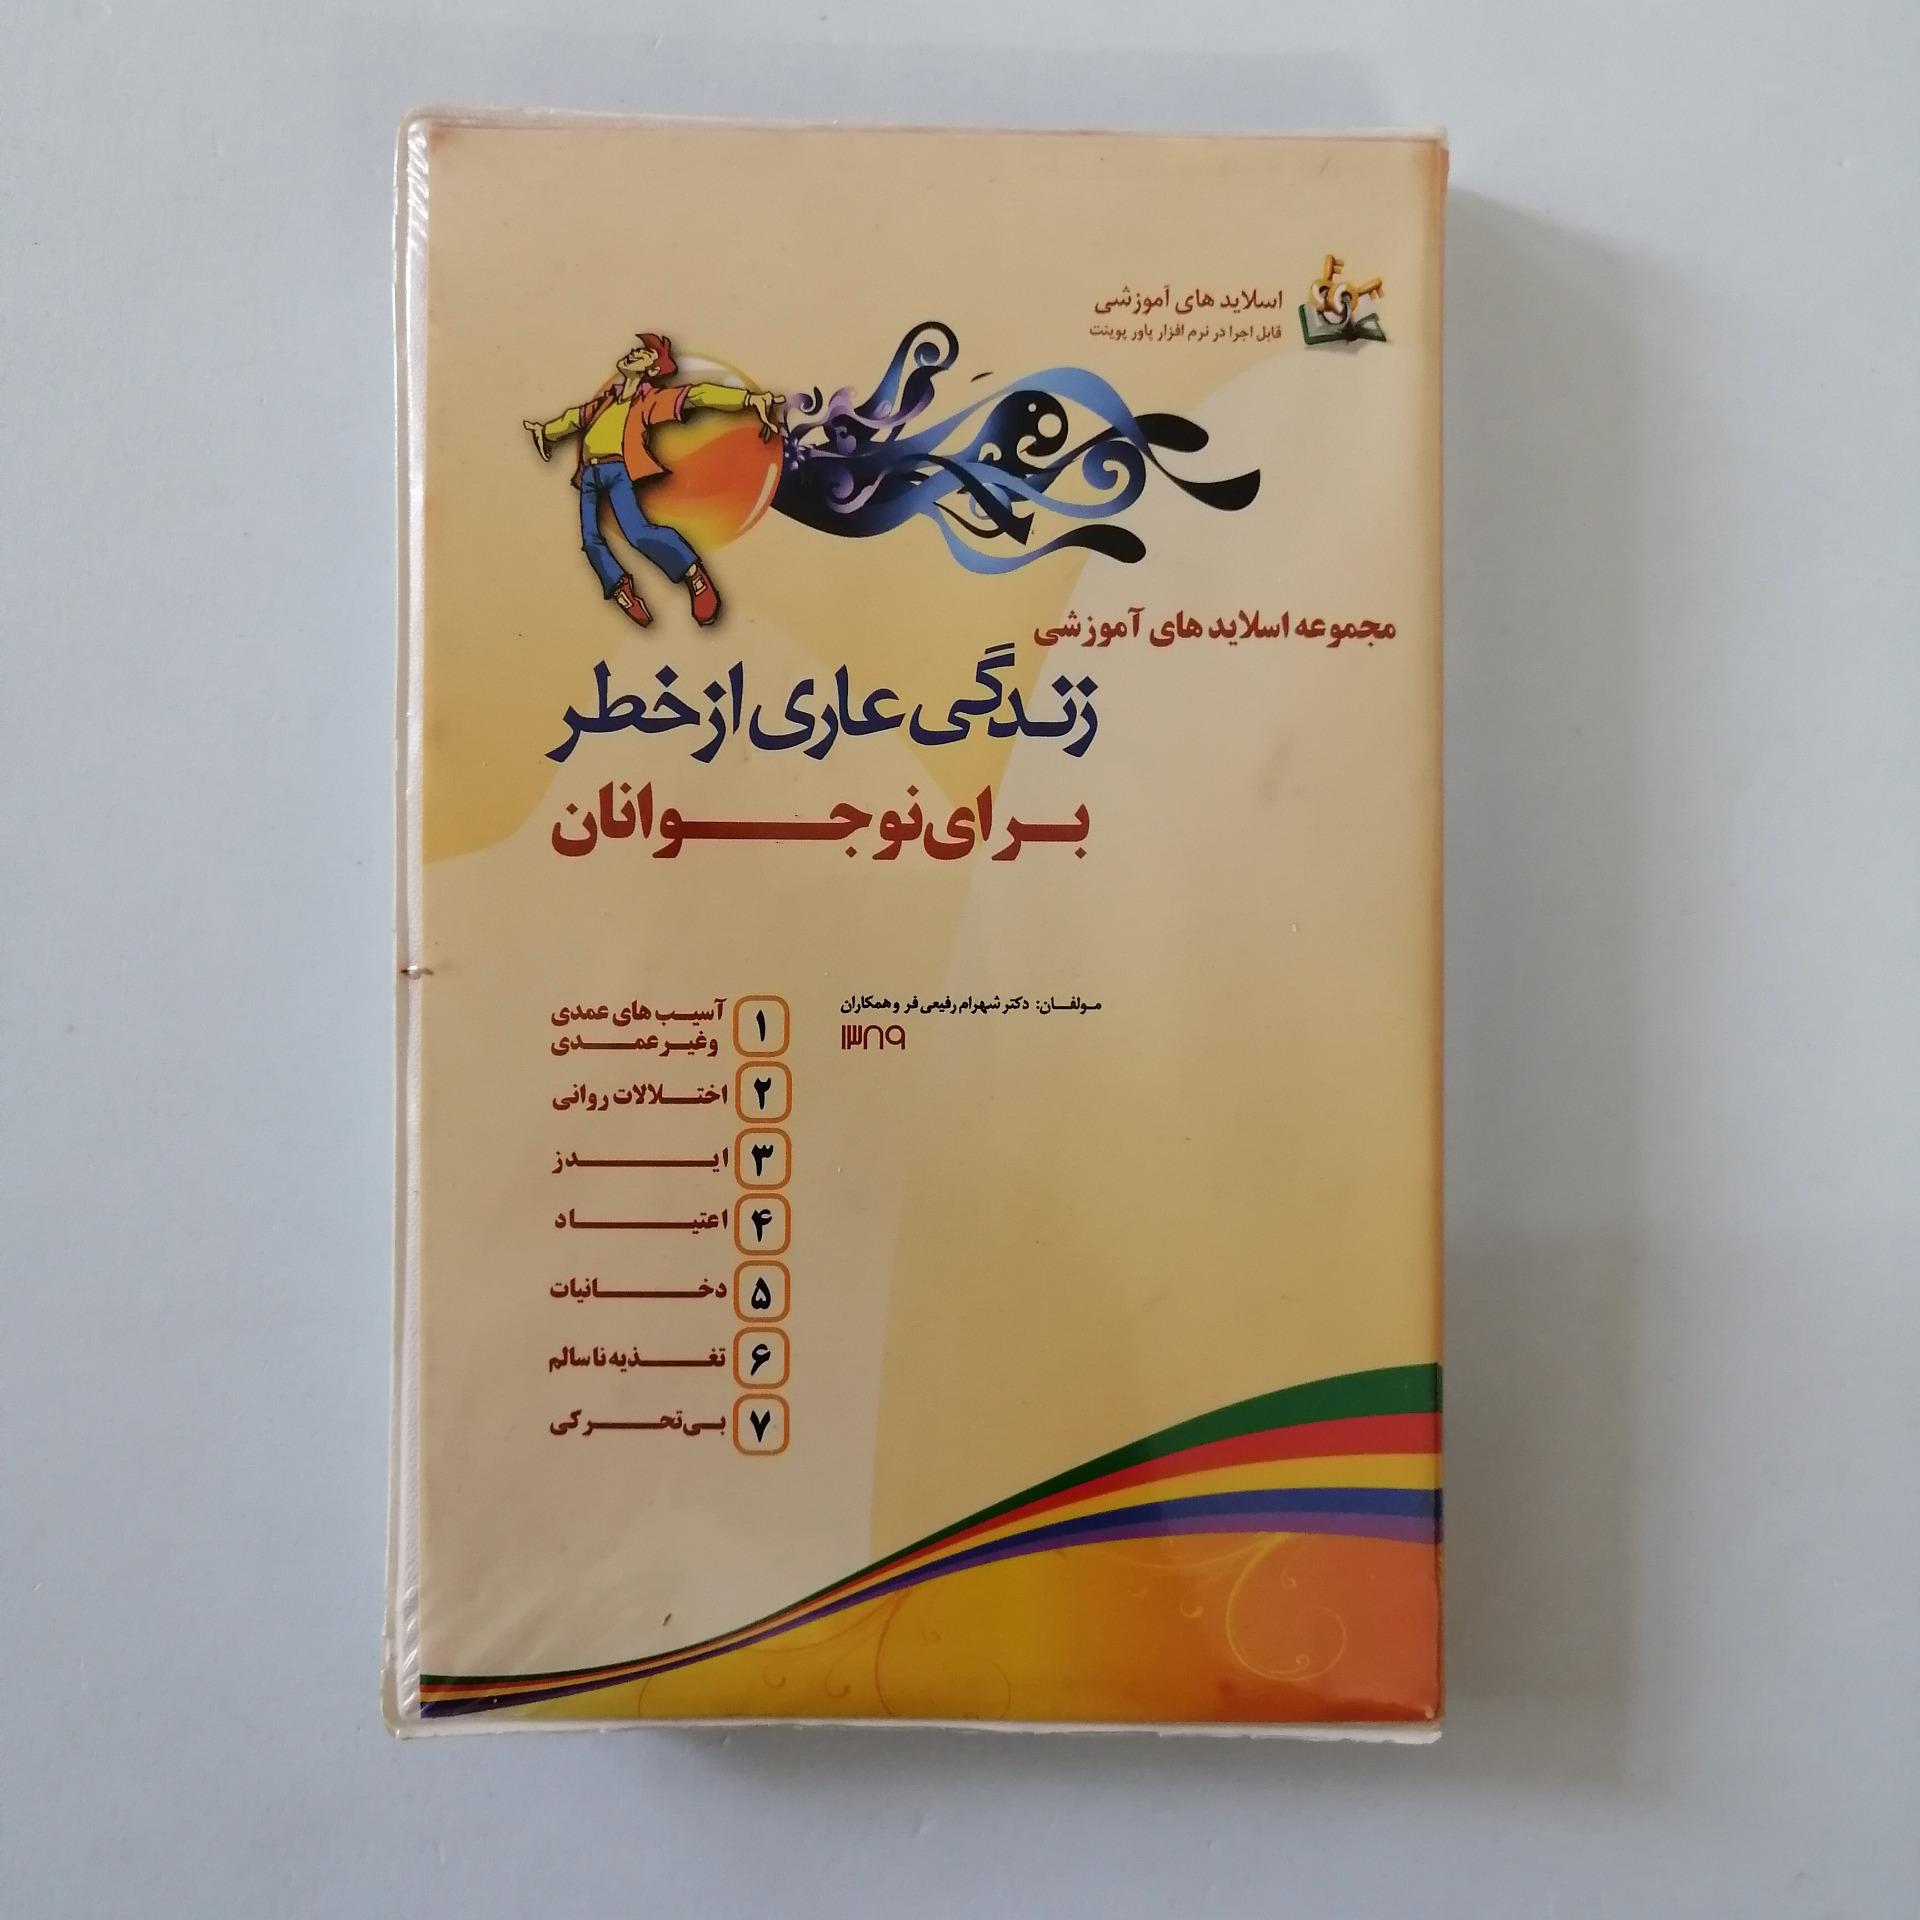 اسلاید های آموزشی
قابل اجرا در نرم افزار پاور پوینت
مجموعه اسلاید های آموزشی
زندگی عاری از خطر
برای نوجوانان
مولفان: دکتر شهرام رفیعی فر و همکاران
۱۳۸۹
۱ آسیب های عمدی
و غیر عمدی
۲ اختلالات روانی
۳ ایدز
۴ اعتیاد
۵ دخانیات
۶ تغذیه ناسالم
۷ بی تحرکی